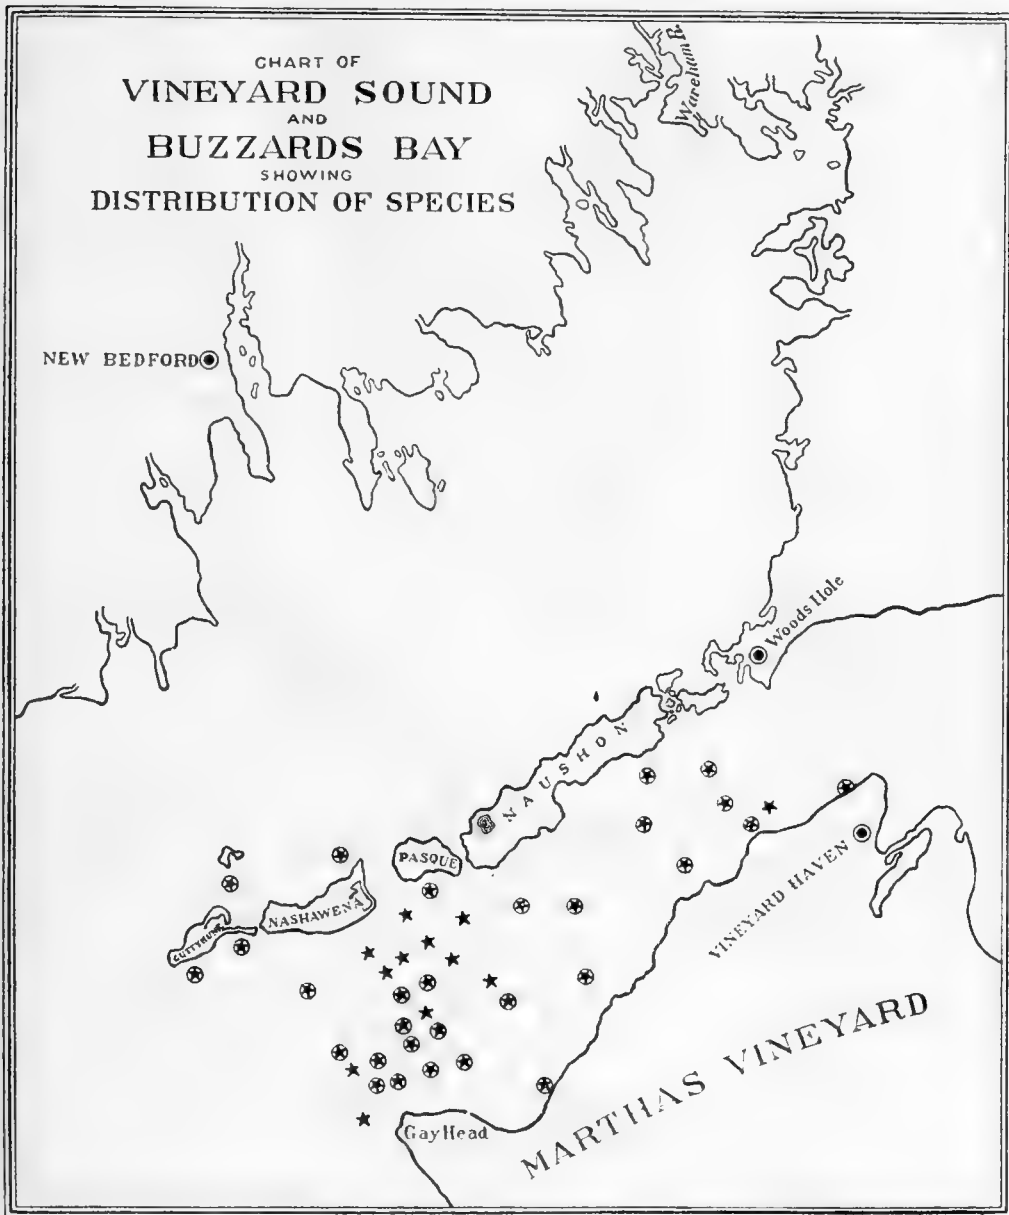 CHART OF
VINEYARD SOUND
AND
BUZZARDS BAY
SHOWING
DISTRIBUTION OF SPECIES
Wareham R.
NEW BEDFORD
Woods Hole
NAUSHON
PASQUE
NASHAWENA
CUTTYHUNK
VINEYARD HAVEN
MARTHAS VINEYARD
Gay Head